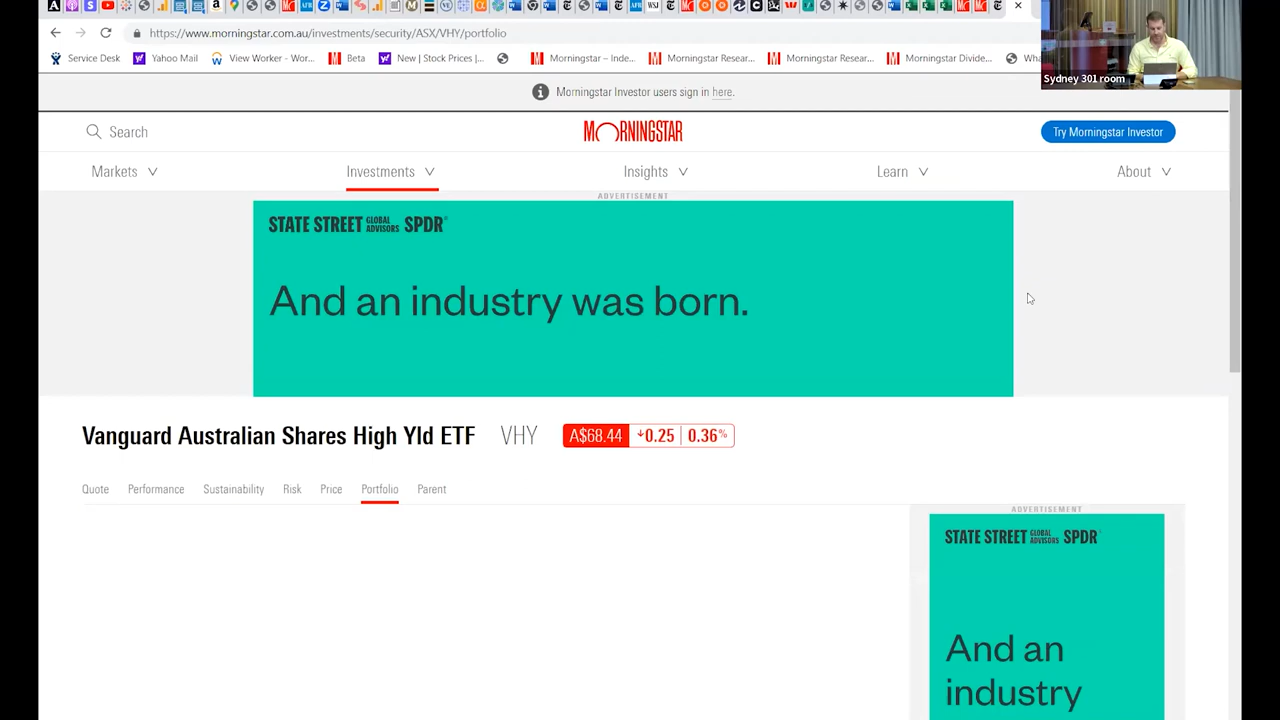 https://www.morningstar.com.au/investments/security/ASX/VHY/portfolio
Service Desk
Yahoo Mail
View Worker - Wor...
Beta
New | Stock Prices |...
Morningstar – Inde...
Morningstar Resear...
Morningstar Resear...
Morningstar Divide...
Sydney 301 room
Morningstar Investor users sign in here.
Search
MORNINGSTAR
Try Morningstar Investor
Markets
Investments
Insights
Learn
About
ADVERTISEMENT
STATE STREET GLOBAL ADVISORS SPDR®
And an industry was born.
Vanguard Australian Shares High Yld ETF VHY A$68.44 0.25 0.36%
Quote
Performance
Sustainability
Risk
Price
Portfolio
Parent
ADVERTISEMENT
STATE STREET GLOBAL ADVISORS SPDR®
And an
industry